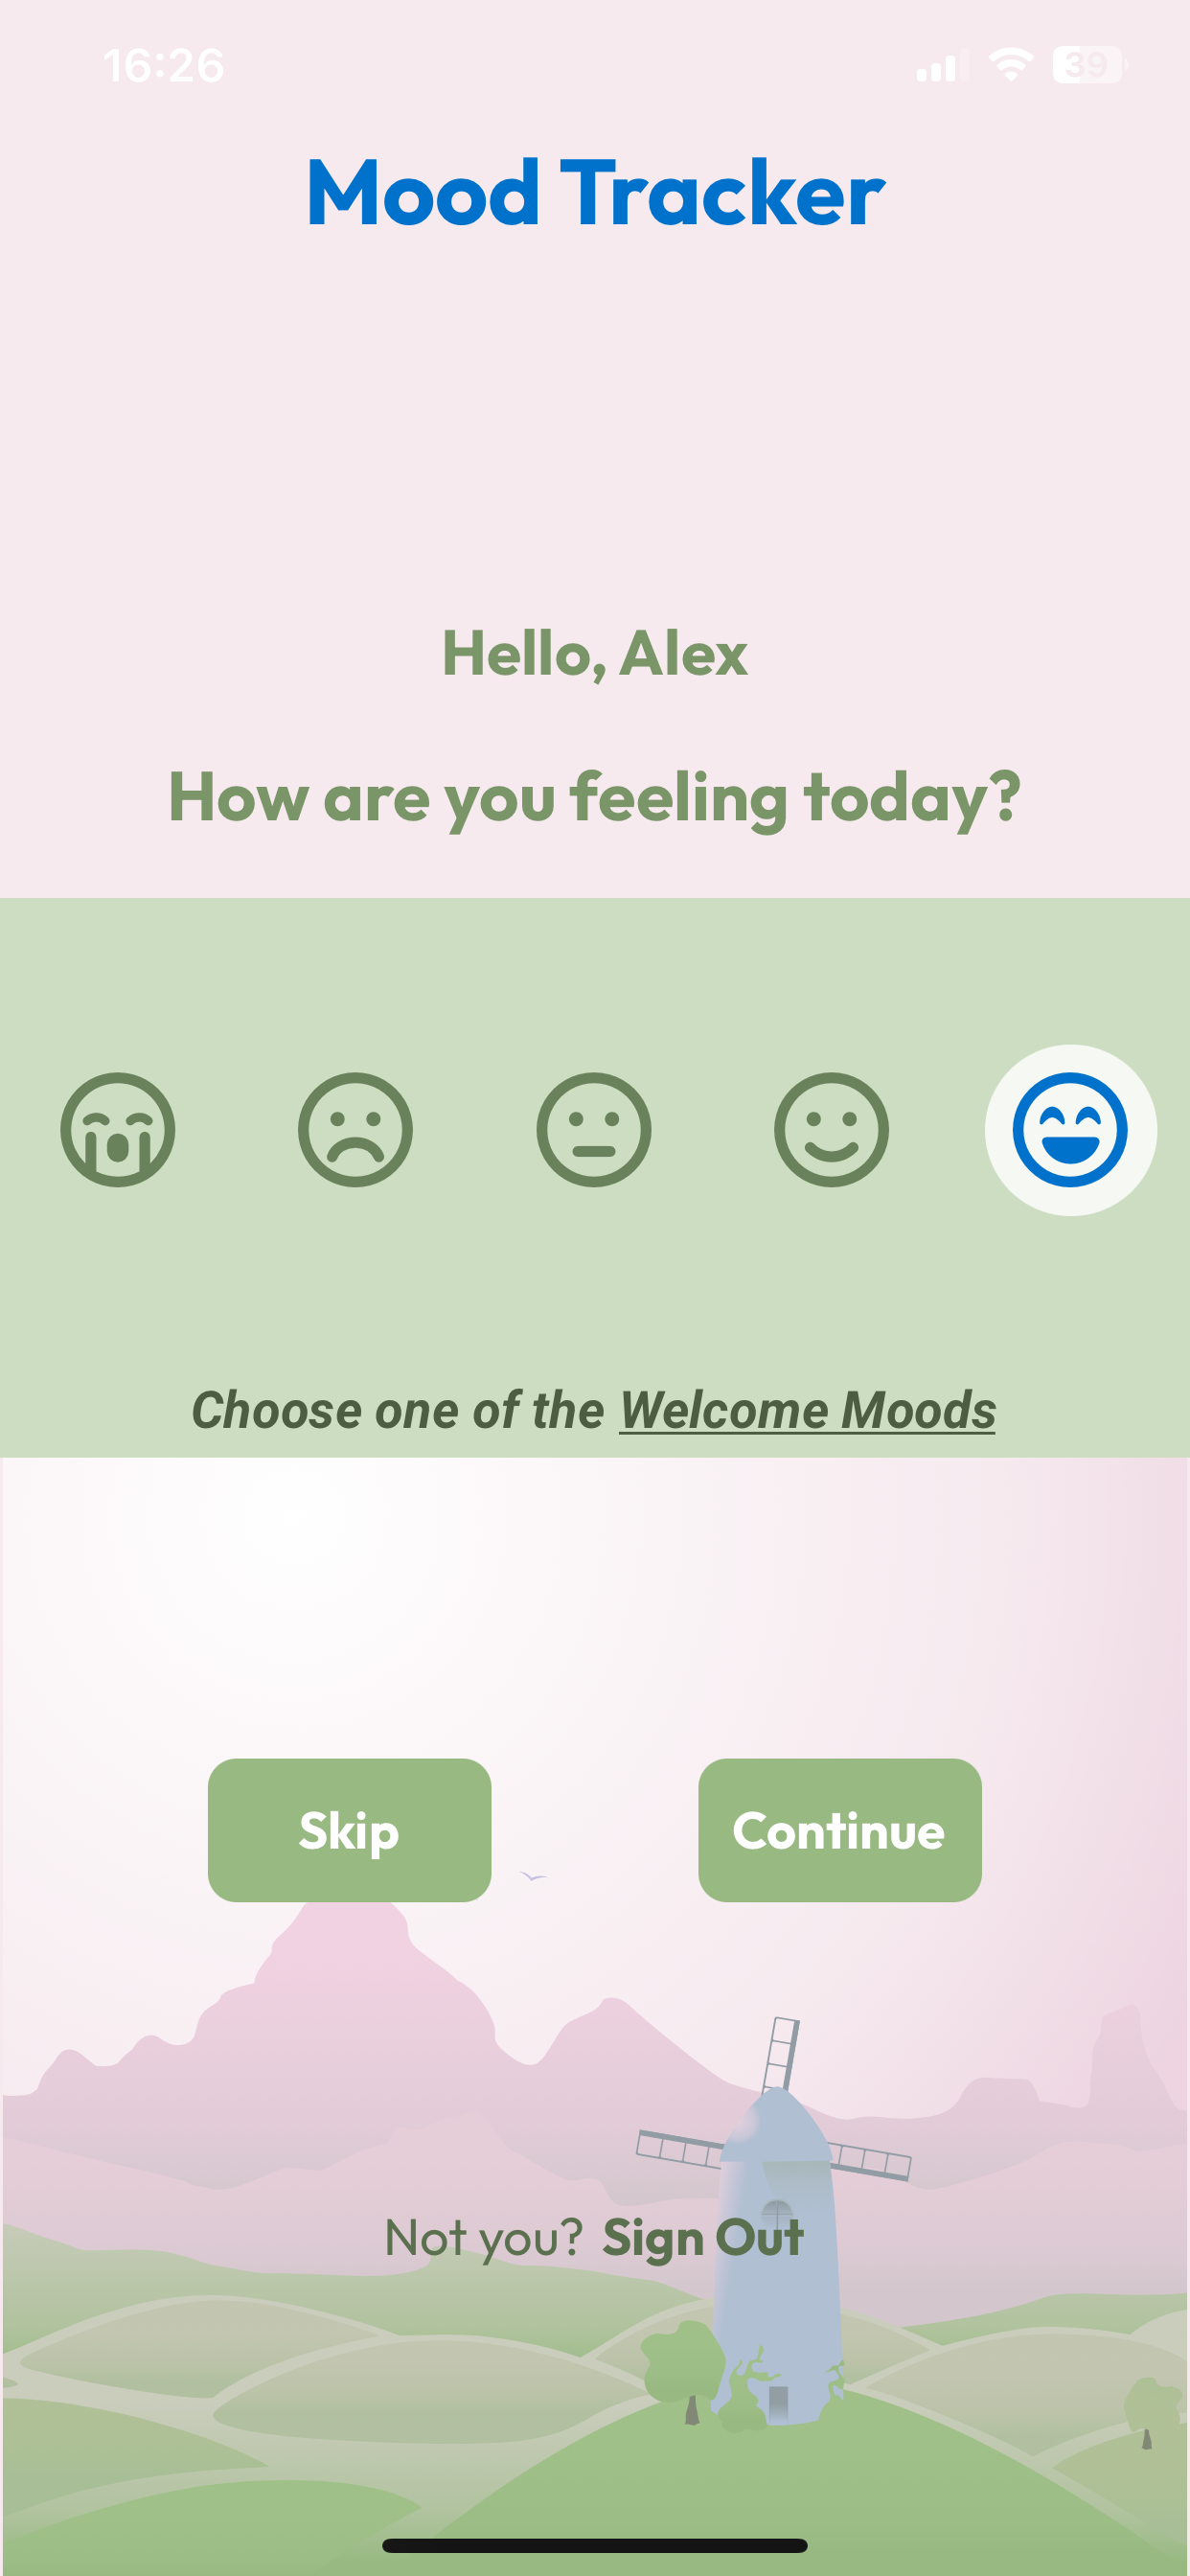 16:26
39
Mood Tracker
Hello, Alex
How are you feeling today?
Choose one of the Welcome Moods
Skip
Continue
Not you? Sign Out